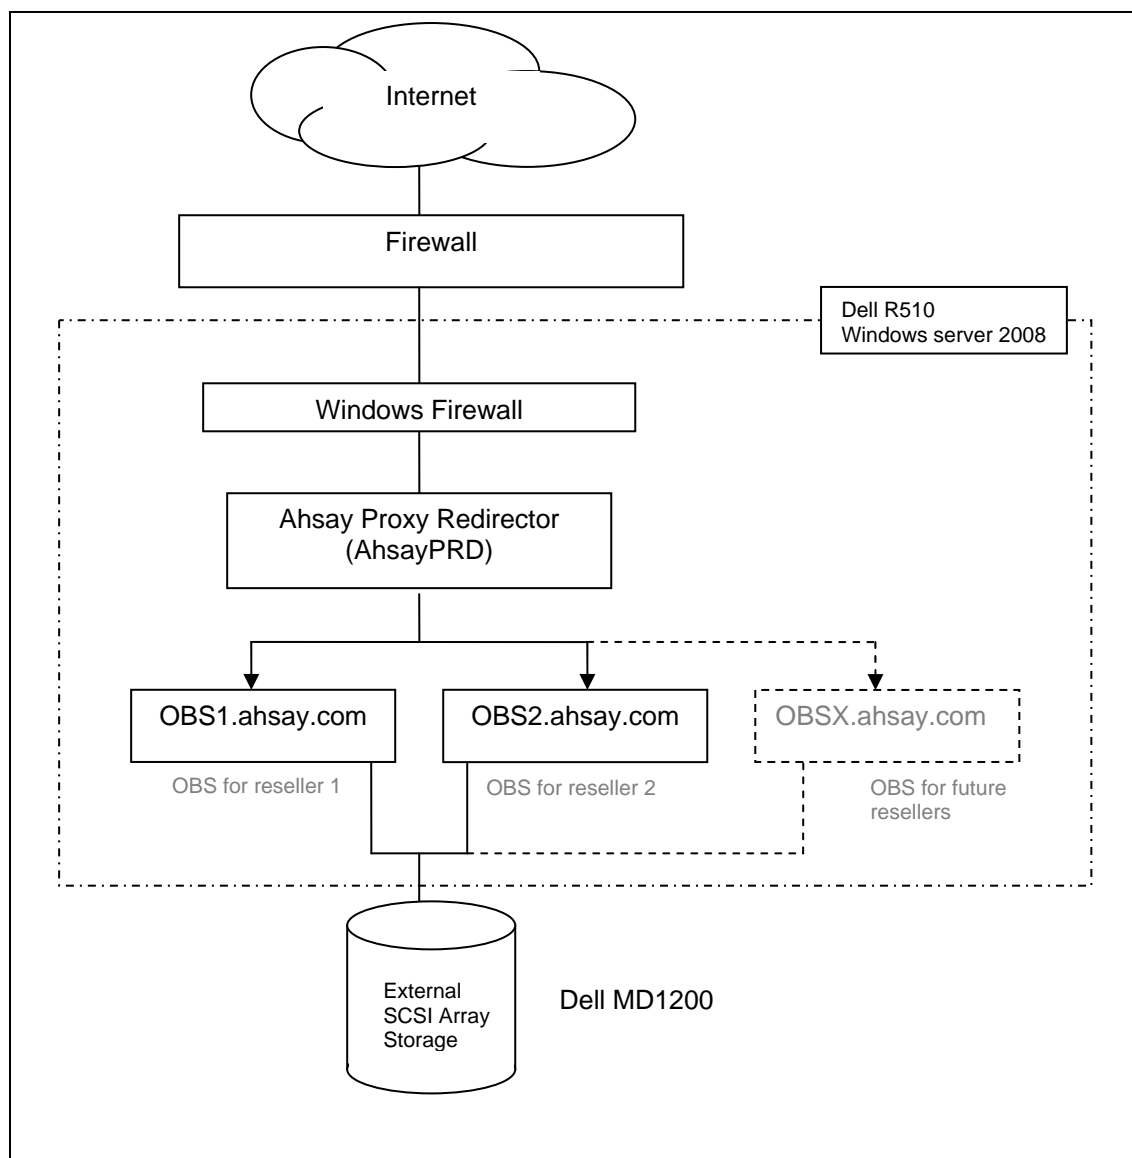 Internet
Firewall
Dell R510
Windows server 2008
Windows Firewall
Ahsay Proxy Redirector
(AhsayPRD)
OBS1.ahsay.com
OBS2.ahsay.com
OBSX.ahsay.com
OBS for reseller 1
OBS for reseller 2
OBS for future
resellers
External
SCSI Array
Storage
Dell MD1200